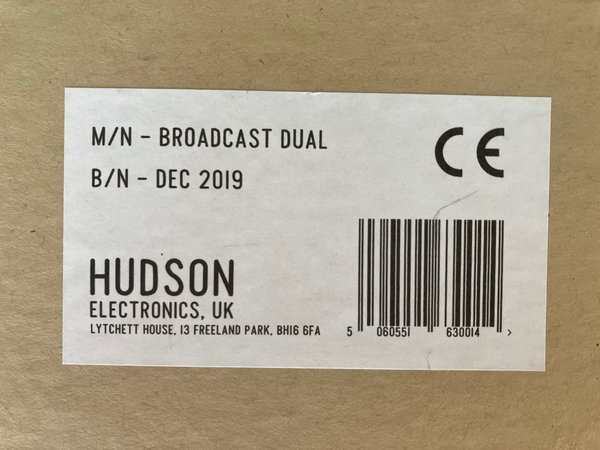 M/N - BROADCAST DUAL
B/N - DEC 2019
CE
HUDSON
ELECTRONICS, UK
LYTCHETT HOUSE, 13 FREELAND PARK, BH16 6FA
5 060551 630014 >